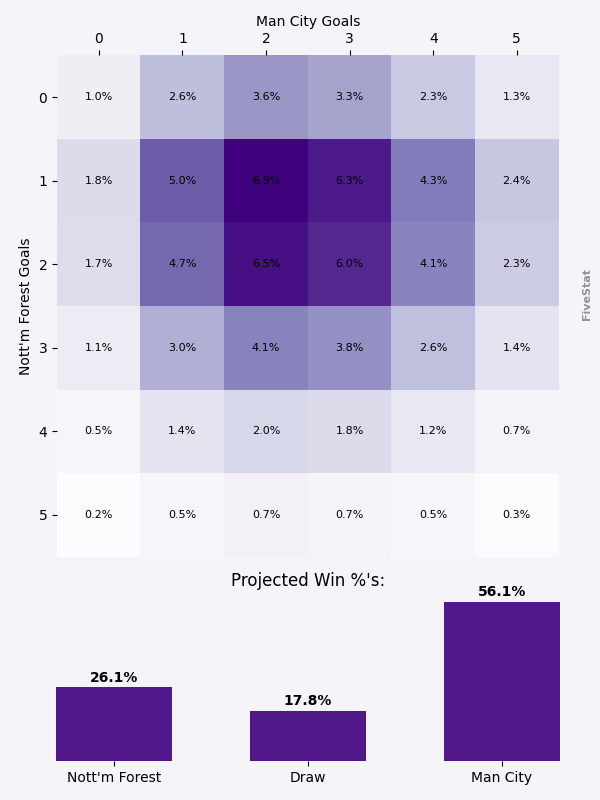 Man City Goals
0 1 2 3 4 5
0 1.0% 2.6% 3.6% 3.3% 2.3% 1.3%
1 1.8% 5.0% 6.9% 6.3% 4.3% 2.4%
2 1.7% 4.7% 6.5% 6.0% 4.1% 2.3%
3 1.1% 3.0% 4.1% 3.8% 2.6% 1.4%
4 0.5% 1.4% 2.0% 1.8% 1.2% 0.7%
5 0.2% 0.5% 0.7% 0.7% 0.5% 0.3%
Nott'm Forest Goals
FiveStat
Projected Win %'s:
26.1% 17.8% 56.1%
Nott'm Forest Draw Man City